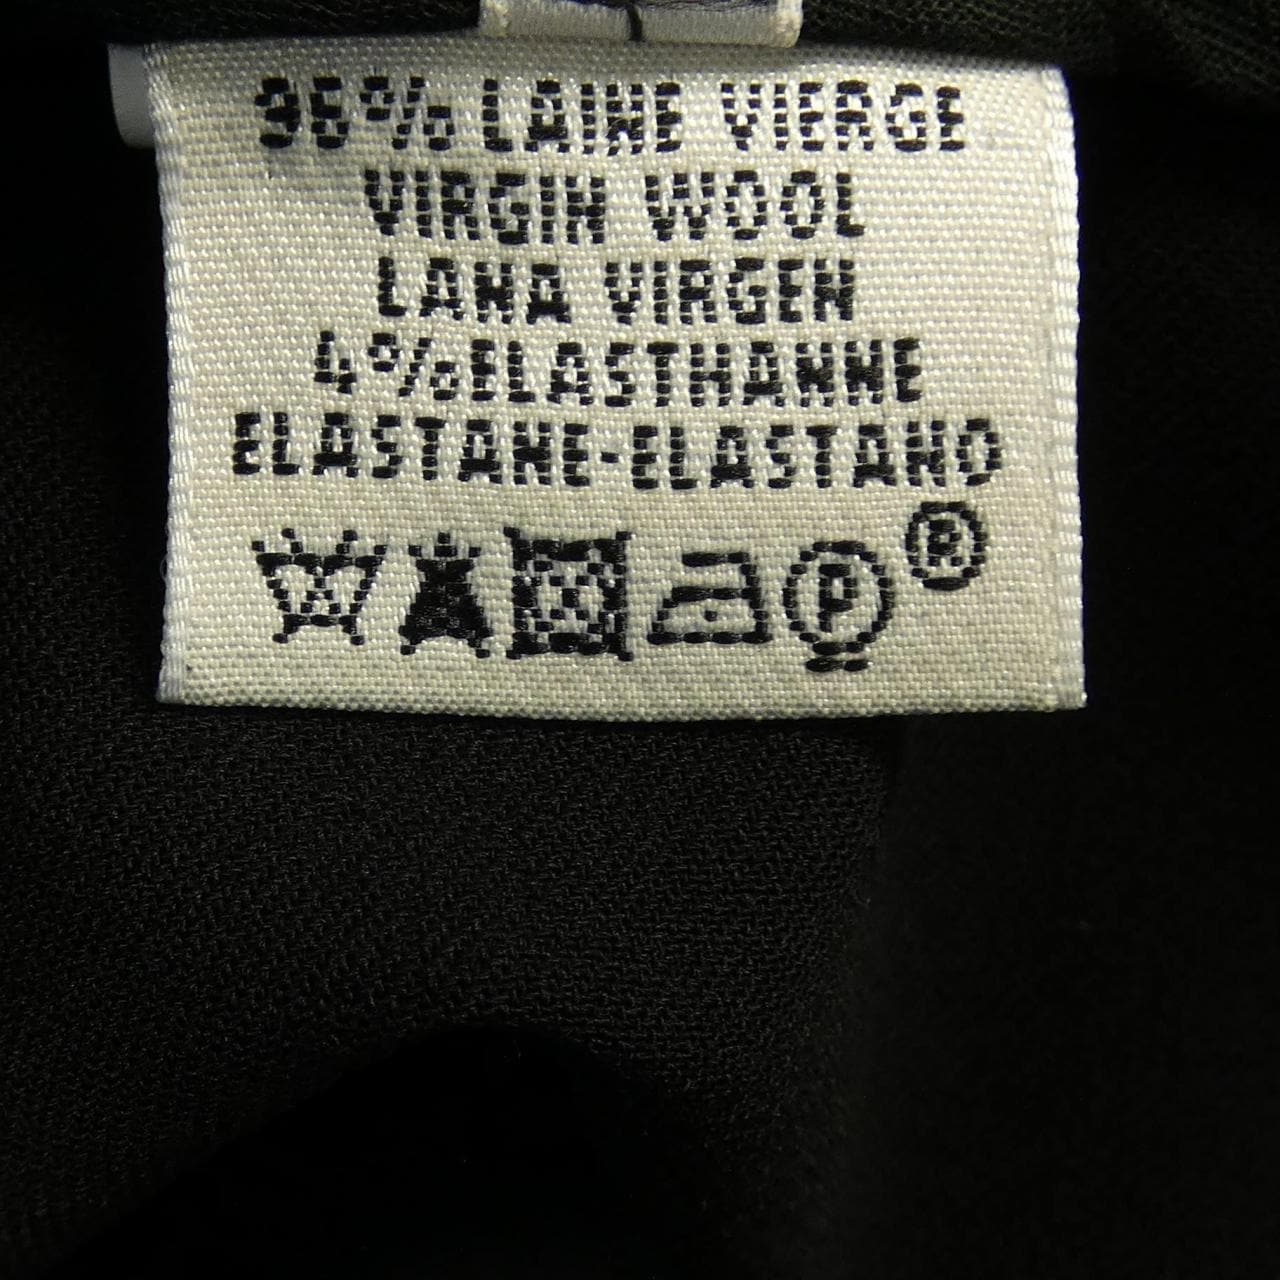 96% LAINE VIERGE
VIRGIN WOOL
LANA VIRGEN
4% ELASTHANNE
ELASTANE-ELASTANO
P ®